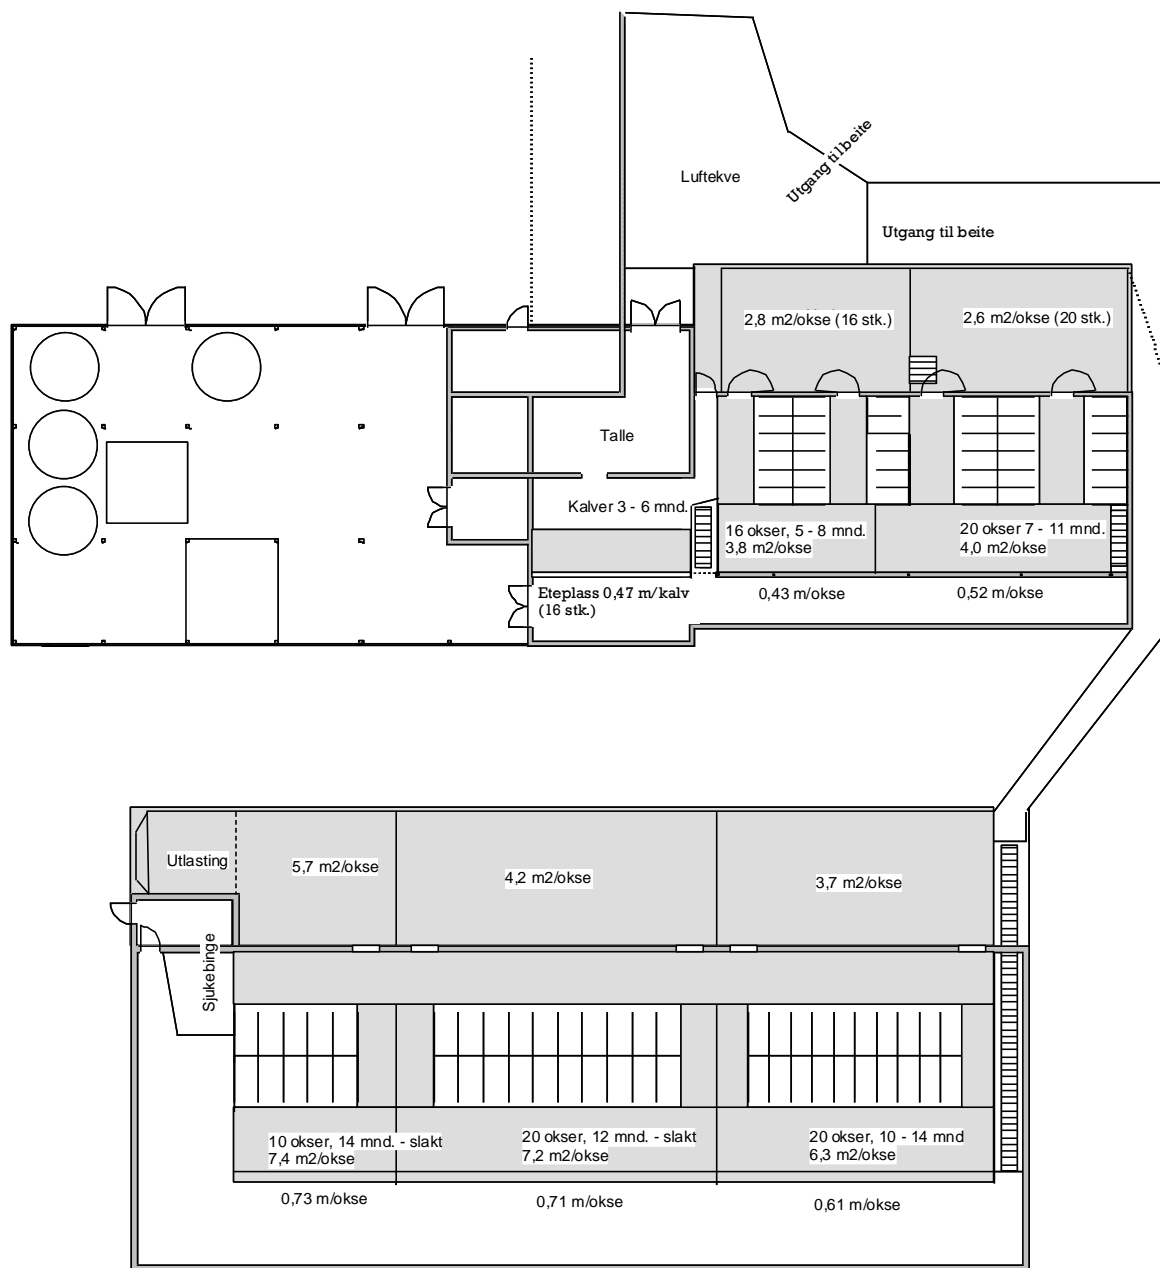 Luftekve
Utgang til beite
Utgang til beite
2,8 m2/okse (16 stk.)
2,6 m2/okse (20 stk.)
Talle
Kalver 3 - 6 mnd.
16 okser, 5 - 8 mnd.
3,8 m2/okse
20 okser 7 - 11 mnd.
4,0 m2/okse
Eteplass 0,47 m/kalv
(16 stk.)
0,43 m/okse
0,52 m/okse
Utlasting
5,7 m2/okse
4,2 m2/okse
3,7 m2/okse
Sjukebinge
10 okser, 14 mnd. - slakt
7,4 m2/okse
20 okser, 12 mnd. - slakt
7,2 m2/okse
20 okser, 10 - 14 mnd
6,3 m2/okse
0,73 m/okse
0,71 m/okse
0,61 m/okse